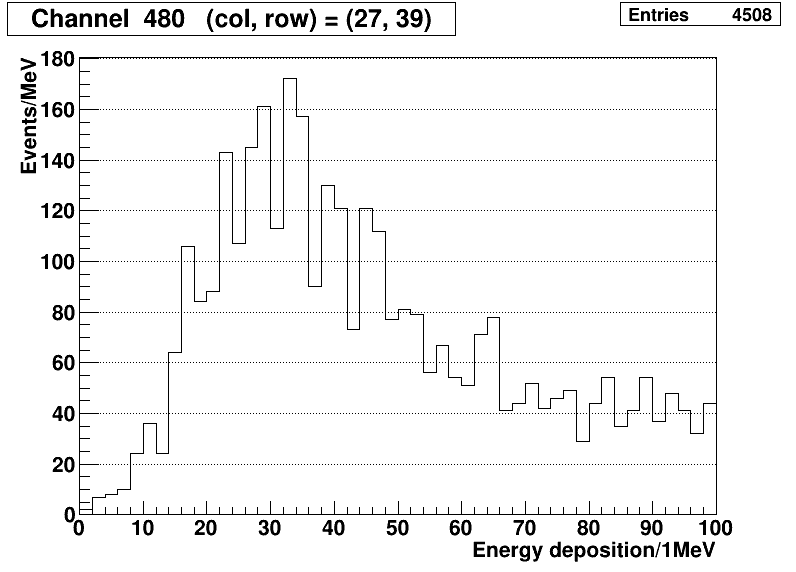 Channel 480 (col, row) = (27, 39)
Entries 4508
Events/MeV
180
160
140
120
100
80
60
40
20
0
0 10 20 30 40 50 60 70 80 90 100
Energy deposition/1MeV